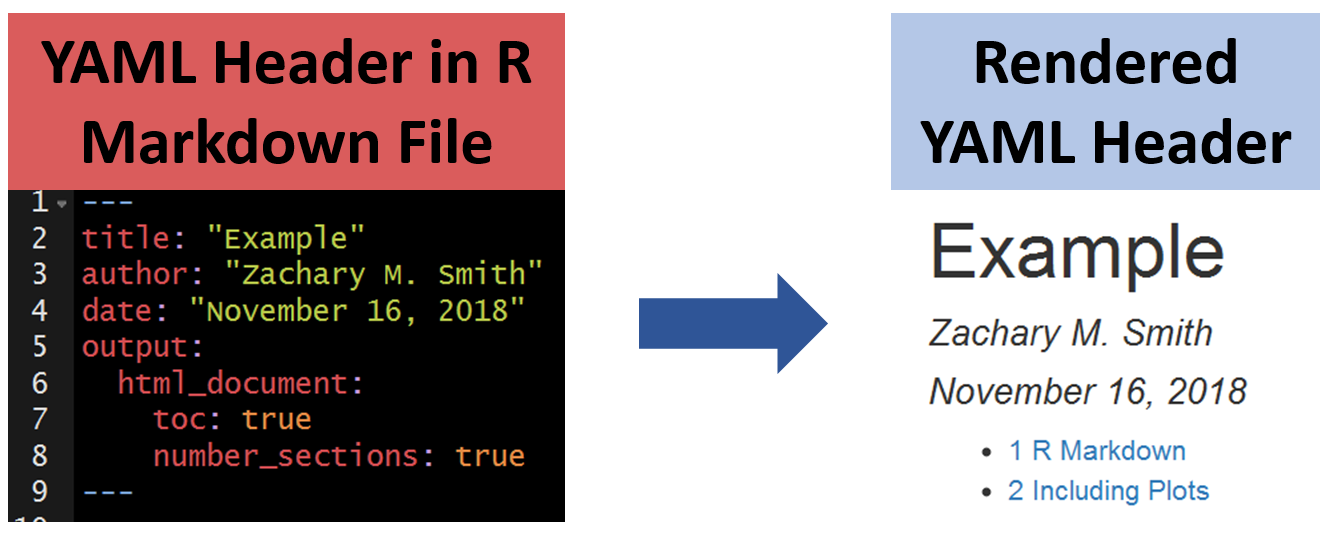 YAML Header in R
Markdown File
1 ---
2 title: "Example"
3 author: "Zachary M. Smith"
4 date: "November 16, 2018"
5 output:
6   html_document:
7     toc: true
8     number_sections: true
9 ---
10
Rendered
YAML Header
Example
Zachary M. Smith
November 16, 2018
• 1 R Markdown
• 2 Including Plots